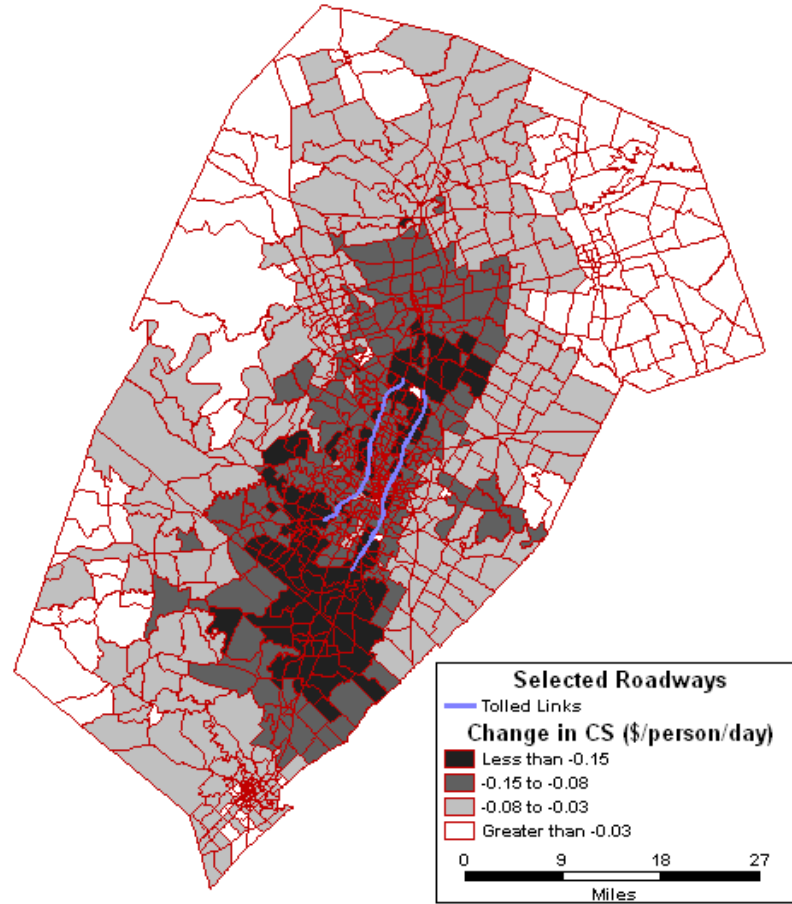 Selected Roadways
Tolled Links
Change in CS ($/person/day)
Less than -0.15
-0.15 to -0.08
-0.08 to -0.03
Greater than -0.03
0 9 18 27
Miles